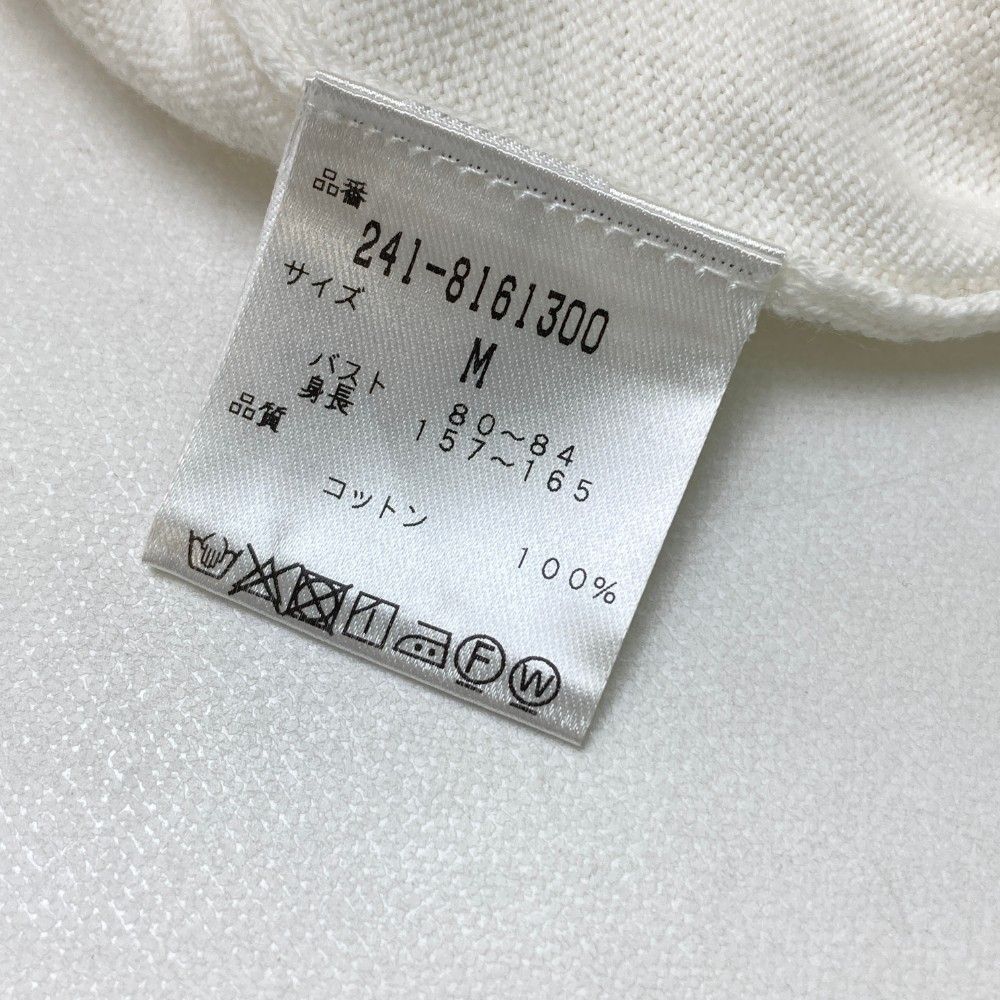 品番
241-8161300
サイズ
M
バスト 80～84
身長 157～165
品質
コットン 100%
F W